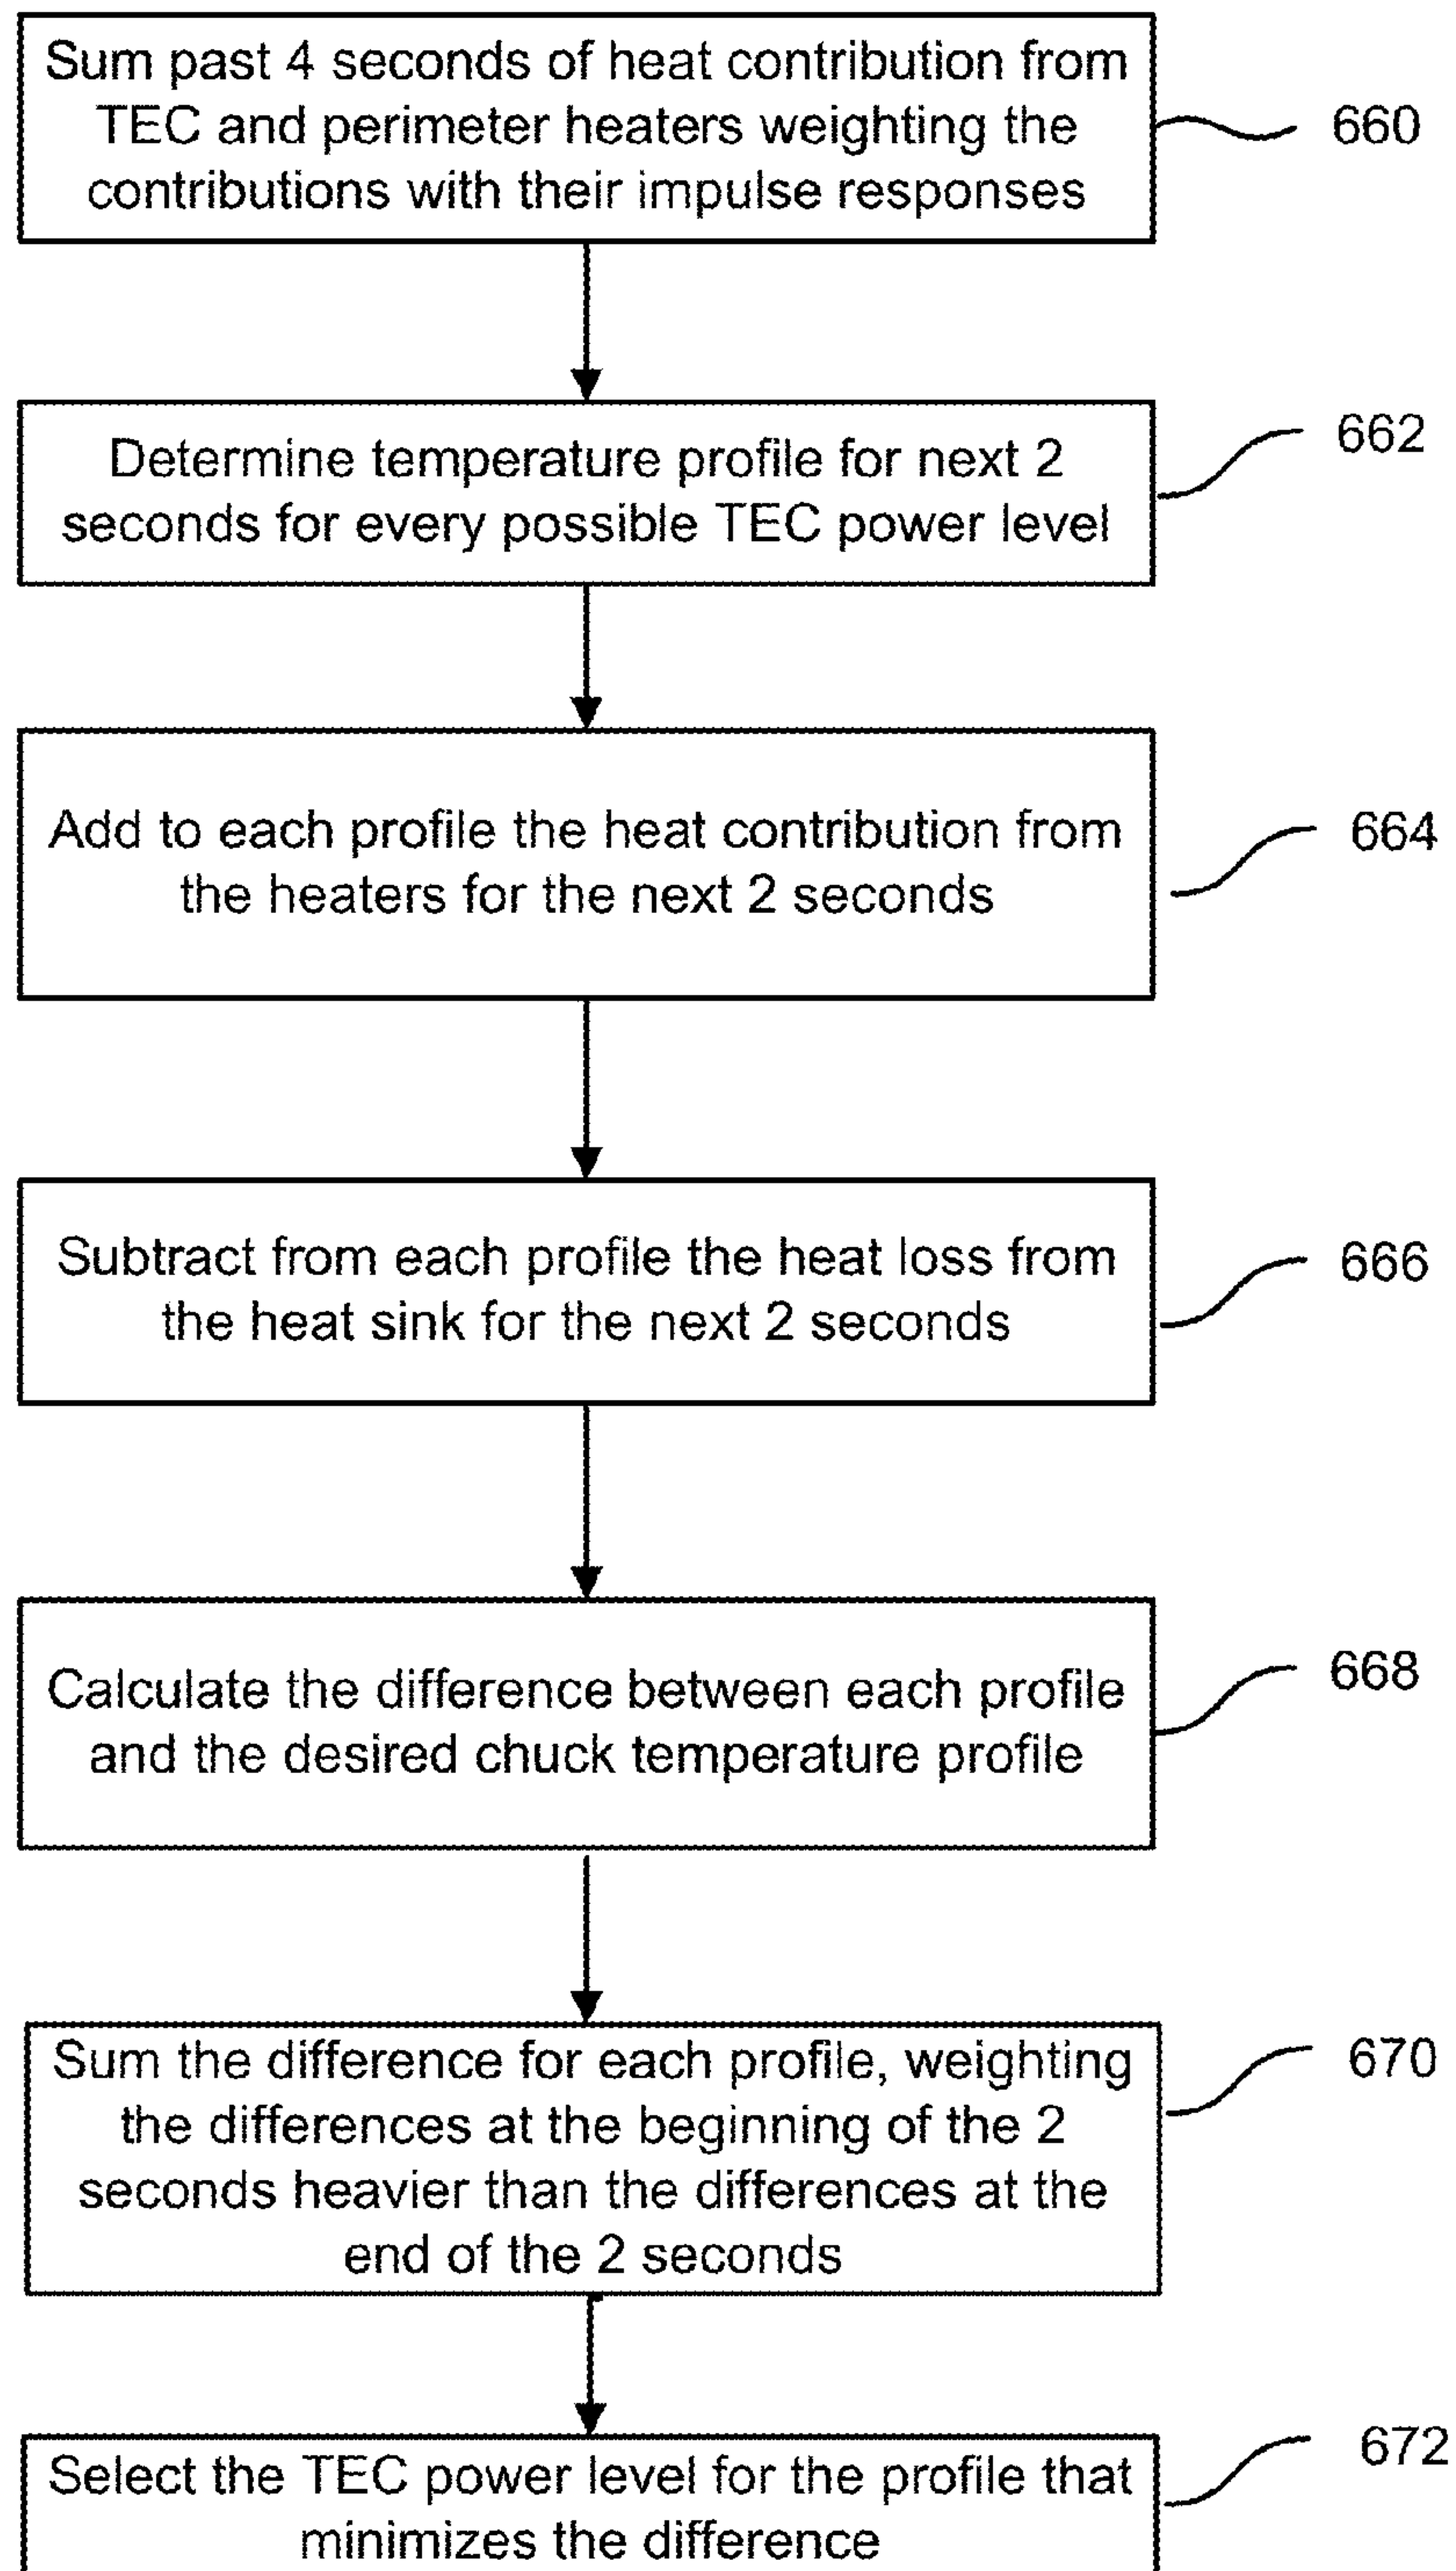 Sum past 4 seconds of heat contribution from
TEC and perimeter heaters weighting the
contributions with their impulse responses
660
Determine temperature profile for next 2
seconds for every possible TEC power level
662
Add to each profile the heat contribution from
the heaters for the next 2 seconds
664
Subtract from each profile the heat loss from
the heat sink for the next 2 seconds
666
Calculate the difference between each profile
and the desired chuck temperature profile
668
Sum the difference for each profile, weighting
the differences at the beginning of the 2
seconds heavier than the differences at the
end of the 2 seconds
670
Select the TEC power level for the profile that
minimizes the difference
672